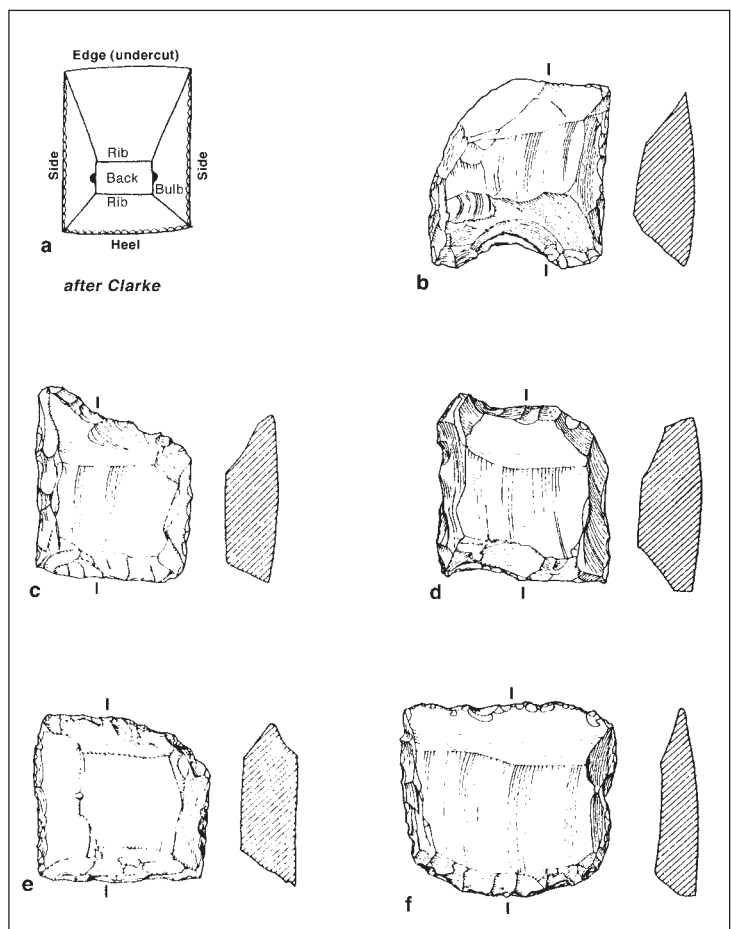 Edge (undercut)
Side
Rib
Back
Bulb
Rib
Side
Heel
a
after Clarke
b
c
d
e
f